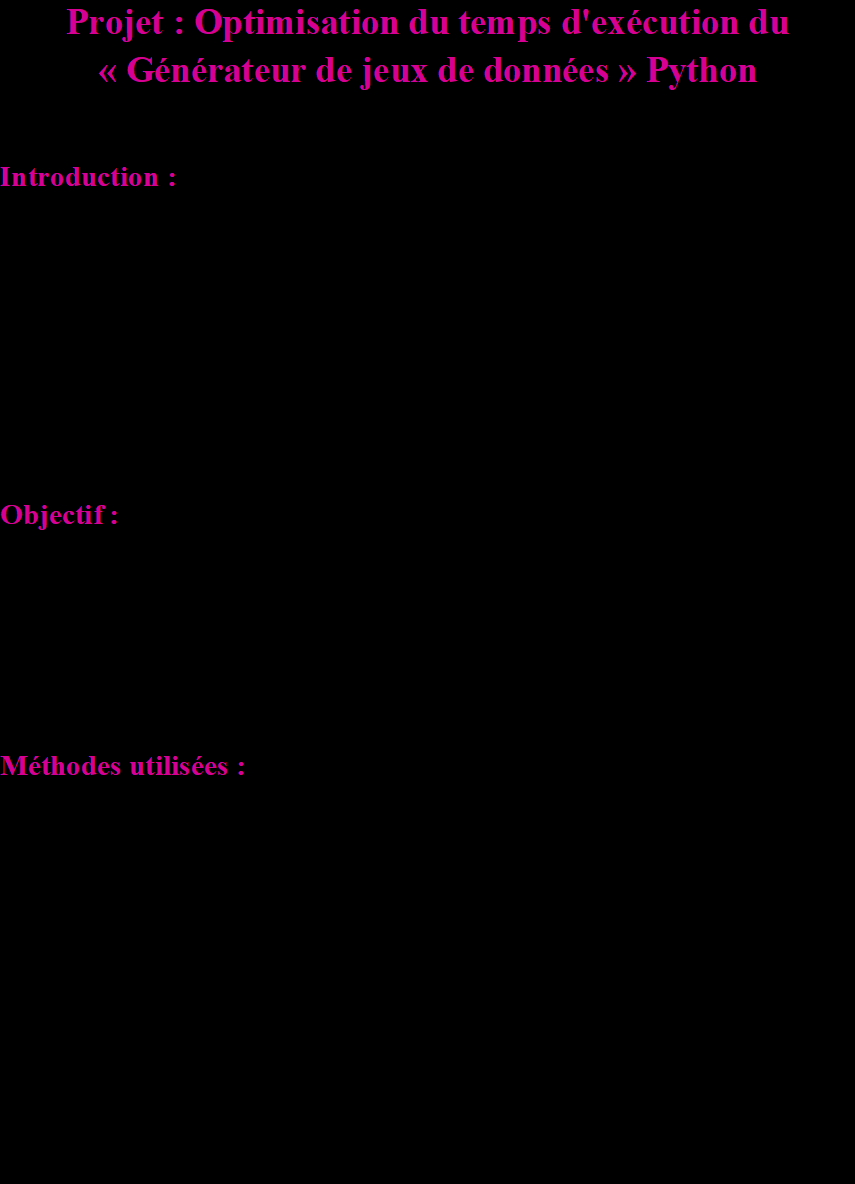 Projet : Optimisation du temps d'exécution du
« Générateur de jeux de données » Python
Introduction :
Objectif :
Méthodes utilisées :